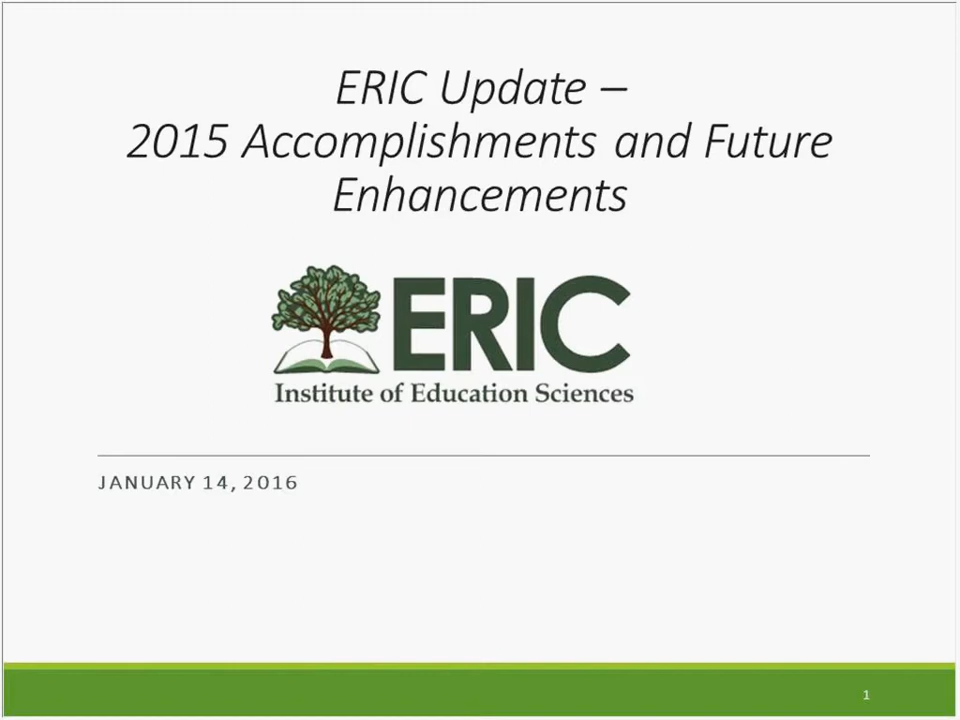 ERIC Update –
2015 Accomplishments and Future
Enhancements
ERIC
Institute of Education Sciences
JANUARY 14, 2016
1